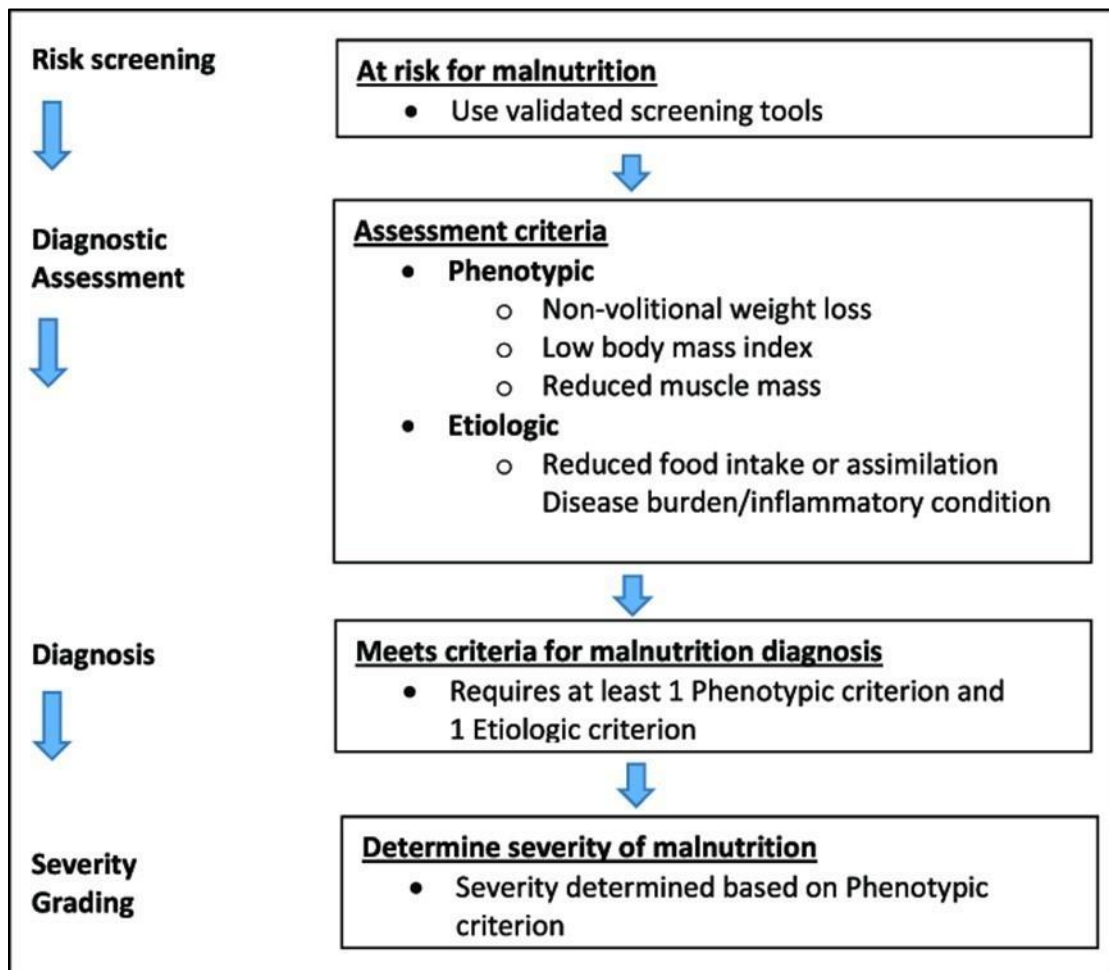 Risk screening
At risk for malnutrition
• Use validated screening tools
Diagnostic
Assessment
Assessment criteria
• Phenotypic
o Non-volitional weight loss
o Low body mass index
o Reduced muscle mass
• Etiologic
o Reduced food intake or assimilation
Disease burden/inflammatory condition
Diagnosis
Meets criteria for malnutrition diagnosis
• Requires at least 1 Phenotypic criterion and
1 Etiologic criterion
Severity
Grading
Determine severity of malnutrition
• Severity determined based on Phenotypic
criterion